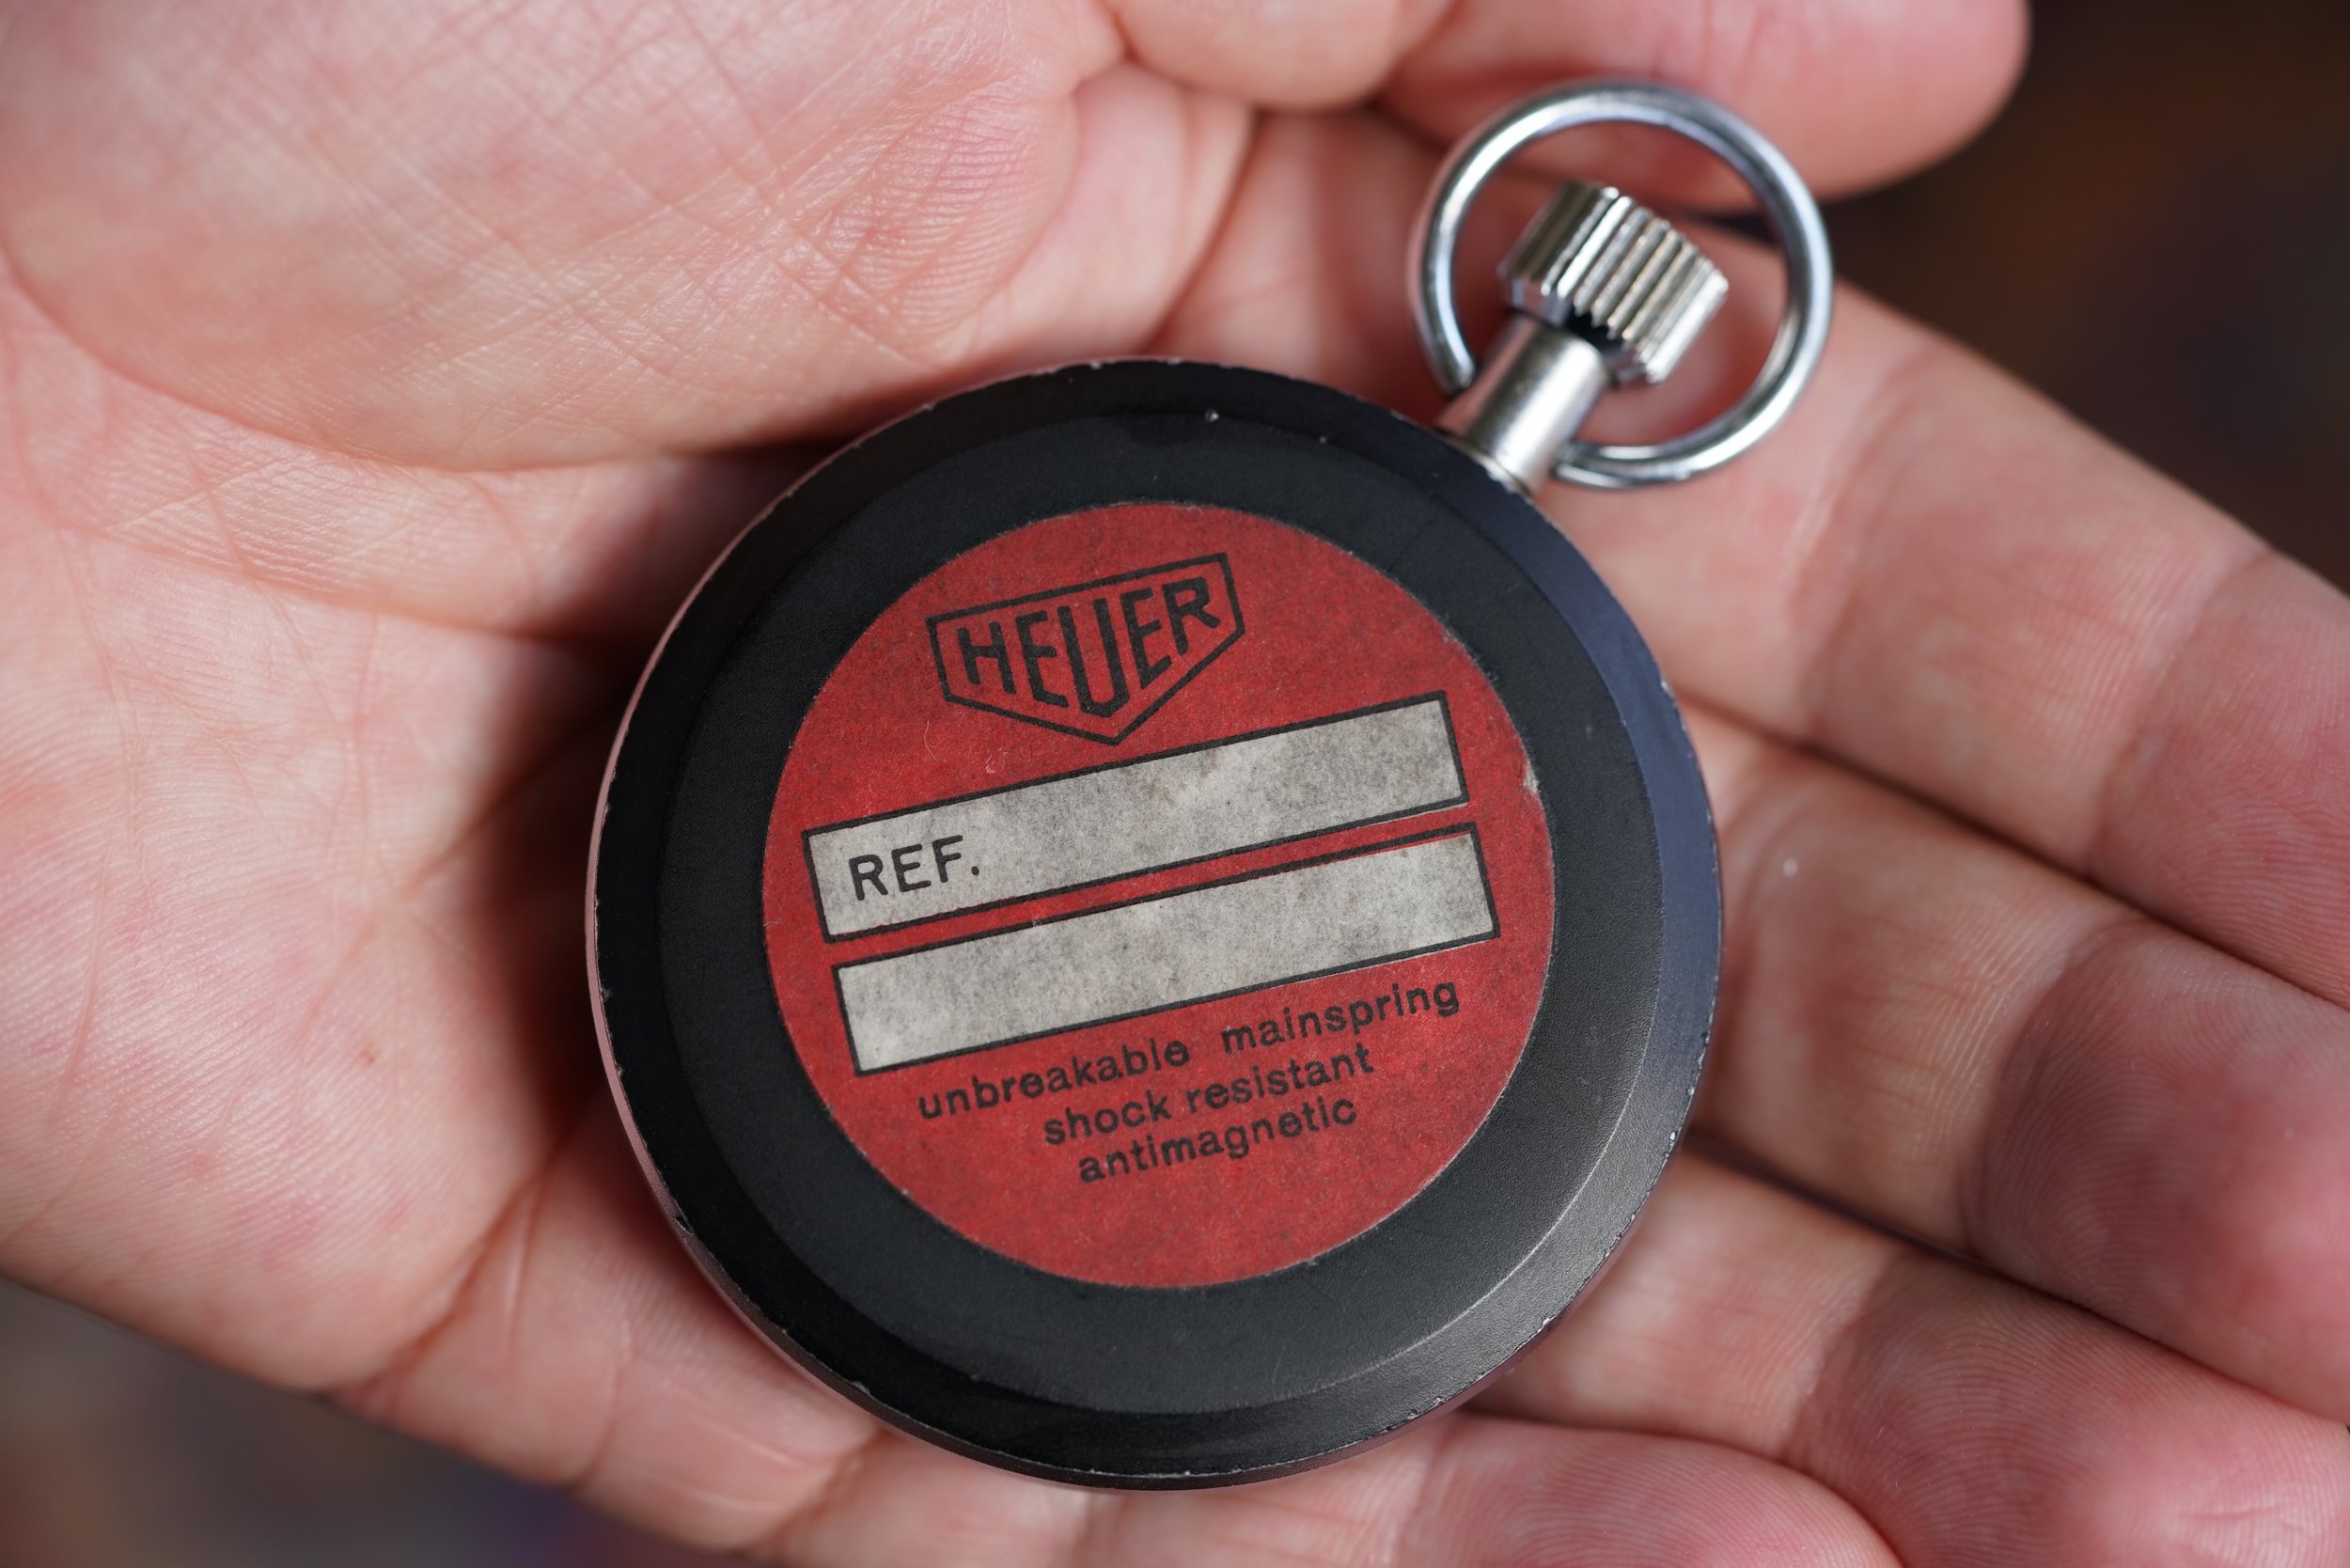 HEUER
REF.
unbreakable mainspring
shock resistant
antimagnetic